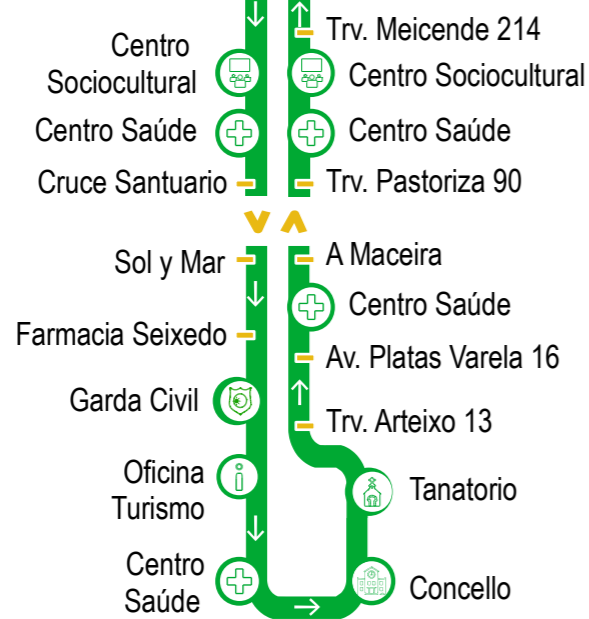 Centro
Sociocultural
Centro Saúde
Cruce Santuario
Sol y Mar
Farmacia Seixedo
Garda Civil
Oficina
Turismo
Centro
Saúde
Trv. Meicende 214
Centro Sociocultural
Centro Saúde
Trv. Pastoriza 90
A Maceira
Centro Saúde
Av. Platas Varela 16
Trv. Arteixo 13
Tanatorio
Concello